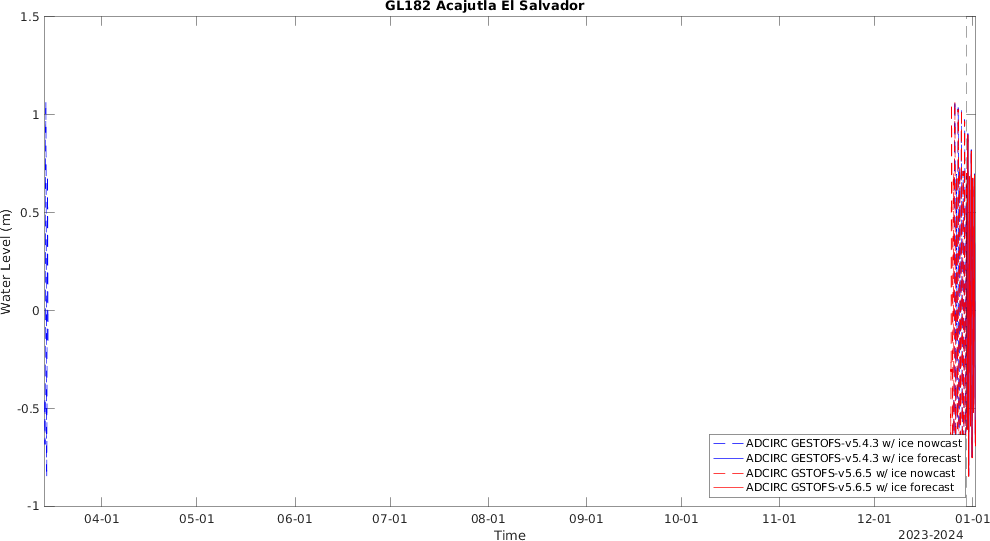 GL182 Acajutla El Salvador
1.5
1
0.5
0
-0.5
-1
Water Level (m)
ADCIRC GESTOFS-v5.4.3 w/ ice nowcast
ADCIRC GESTOFS-v5.4.3 w/ ice forecast
ADCIRC GSTOFS-v5.6.5 w/ ice nowcast
ADCIRC GSTOFS-v5.6.5 w/ ice forecast
04-01 05-01 06-01 07-01 08-01 09-01 10-01 11-01 12-01 01-01
Time
2023-2024